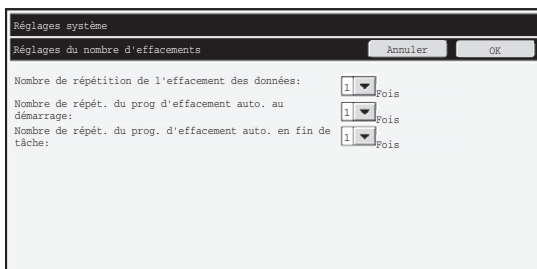 Réglages système
Réglages du nombre d'effacements Annuler OK
Nombre de répétition de l'effacement des données: 1 Fois
Nombre de répét. du prog d'effacement auto. au
démarrage: 1 Fois
Nombre de répét. du prog. d'effacement auto. en fin de
tâche: 1 Fois